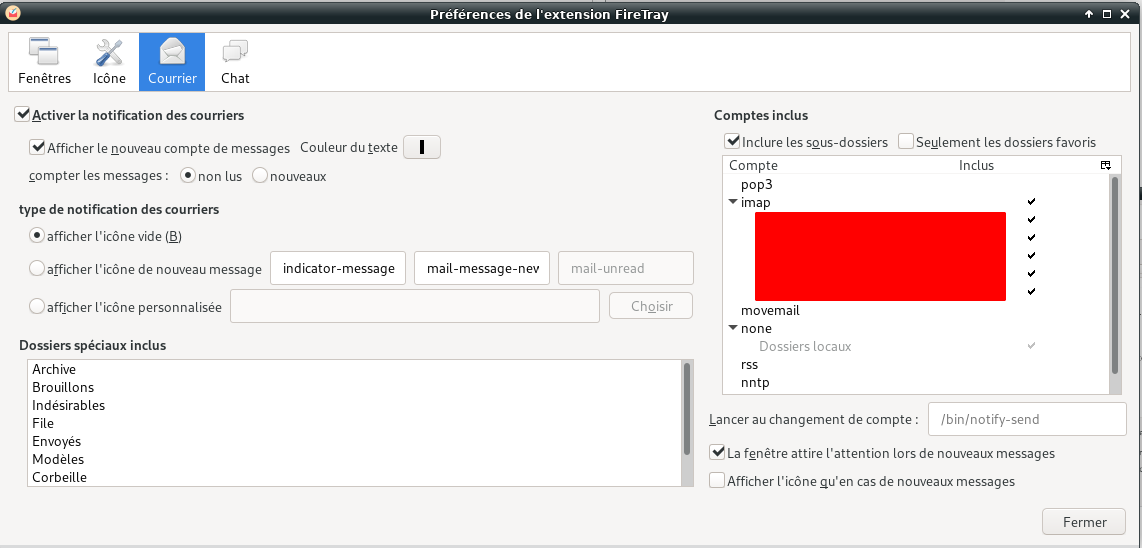 Préférences de l'extension FireTray
Fenêtres Icône Courrier Chat
Activer la notification des courriers
Afficher le nouveau compte de messages Couleur du texte
compter les messages : non lus nouveaux
type de notification des courriers
afficher l'icône vide (B)
afficher l'icône de nouveau message indicator-message mail-message-new mail-unread
afficher l'icône personnalisée Choisir
Dossiers spéciaux inclus
Archive
Brouillons
Indésirables
File
Envoyés
Modèles
Corbeille
Comptes inclus
Inclure les sous-dossiers Seulement les dossiers favoris
Compte Inclus
pop3
imap
movemail
none
Dossiers locaux
rss
nntp
Lancer au changement de compte : /bin/notify-send
La fenêtre attire l'attention lors de nouveaux messages
Afficher l'icône qu'en cas de nouveaux messages
Fermer